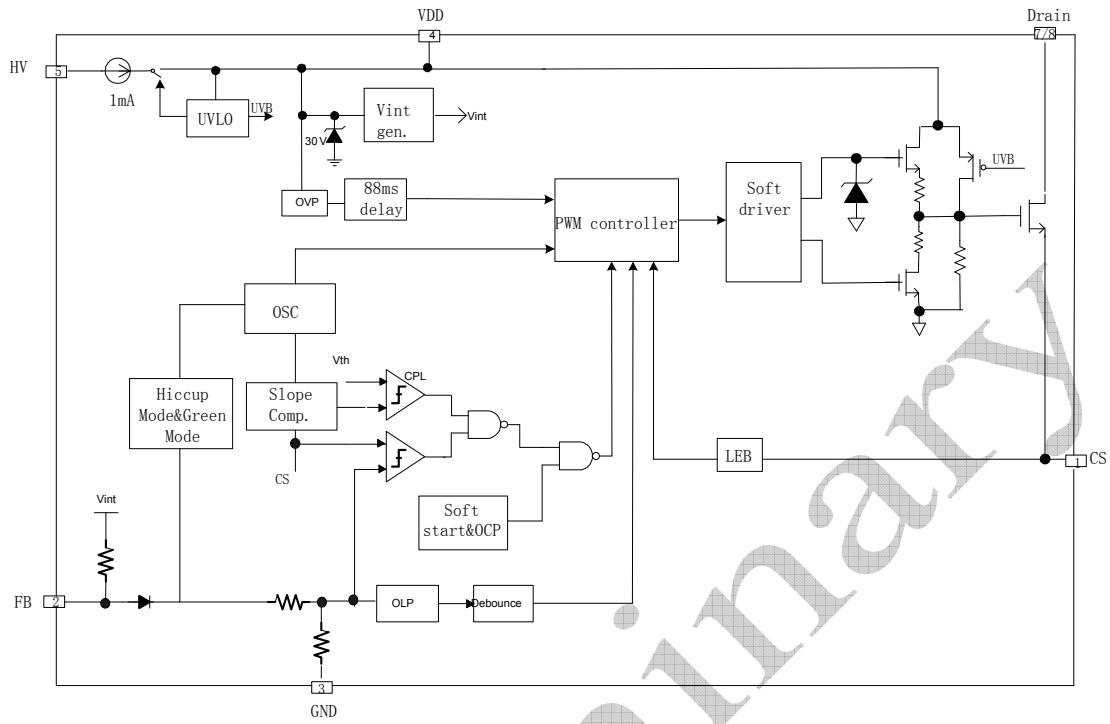 VDD
Drain
4
7/8
HV
5
1mA
UVLO
UVB
30V
Vint
gen.
Vint
OVP
88ms
delay
PWM controller
Soft
driver
UVB
OSC
Vth
CPL
Hiccup
Mode&Green
Mode
Slope
Comp.
CS
LEB
1
CS
Soft
start&OCP
Vint
FB
2
OLP
Debounce
3
GND
inary